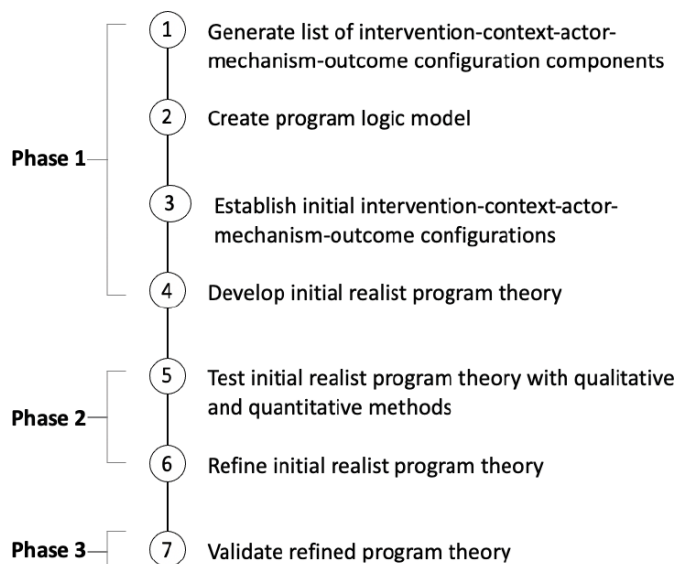 1
Generate list of intervention-context-actor-
mechanism-outcome configuration components
2
Create program logic model
Phase 1
3
Establish initial intervention-context-actor-
mechanism-outcome configurations
4
Develop initial realist program theory
5
Test initial realist program theory with qualitative
and quantitative methods
Phase 2
6
Refine initial realist program theory
Phase 3
7
Validate refined program theory